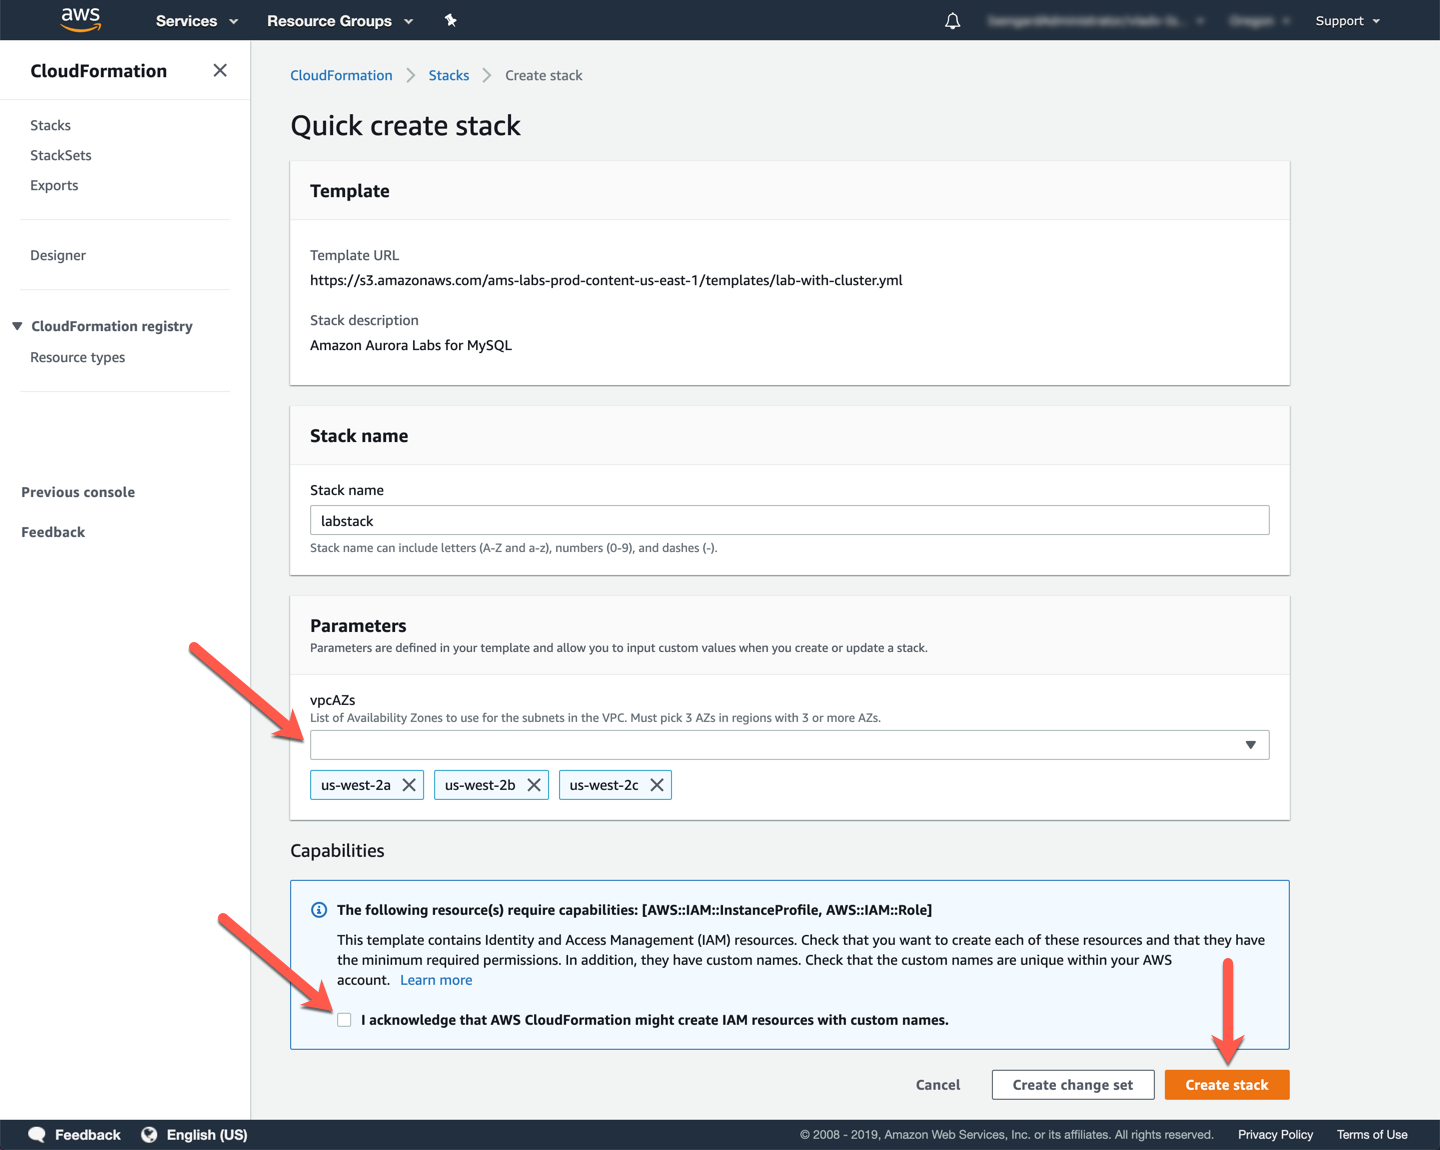 aws
Services
Resource Groups
Support
CloudFormation
Stacks
StackSets
Exports
Designer
CloudFormation registry
Resource types
Previous console
Feedback
CloudFormation
Stacks
Create stack
Quick create stack
Template
Template URL
https://s3.amazonaws.com/ams-labs-prod-content-us-east-1/templates/lab-with-cluster.yml
Stack description
Amazon Aurora Labs for MySQL
Stack name
Stack name
labstack
Stack name can include letters (A-Z and a-z), numbers (0-9), and dashes (-).
Parameters
Parameters are defined in your template and allow you to input custom values when you create or update a stack.
vpcAZs
List of Availability Zones to use for the subnets in the VPC. Must pick 3 AZs in regions with 3 or more AZs.
us-west-2a
us-west-2b
us-west-2c
Capabilities
The following resource(s) require capabilities: [AWS::IAM::InstanceProfile, AWS::IAM::Role]
This template contains Identity and Access Management (IAM) resources. Check that you want to create each of these resources and that they have
the minimum required permissions. In addition, they have custom names. Check that the custom names are unique within your AWS
account. Learn more
I acknowledge that AWS CloudFormation might create IAM resources with custom names.
Cancel
Create change set
Create stack
Feedback
English (US)
© 2008 - 2019, Amazon Web Services, Inc. or its affiliates. All rights reserved.
Privacy Policy
Terms of Use